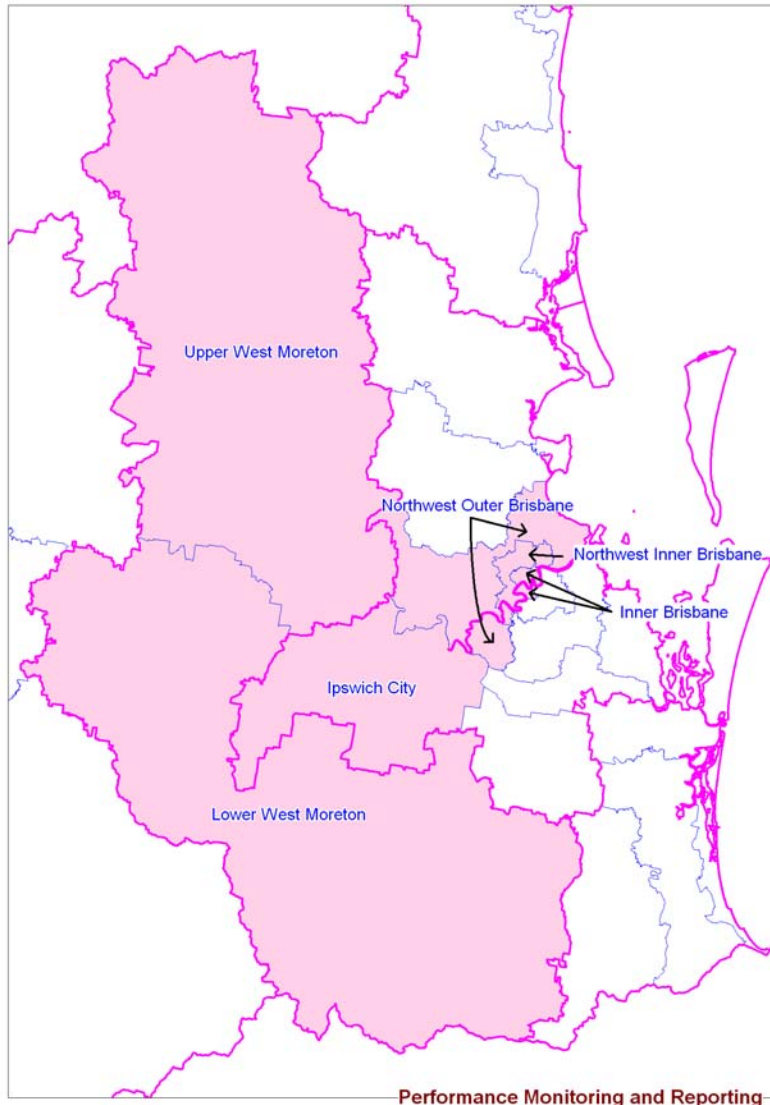 Upper West Moreton
Northwest Outer Brisbane
Northwest Inner Brisbane
Inner Brisbane
Ipswich City
Lower West Moreton
Performance Monitoring and Reporting